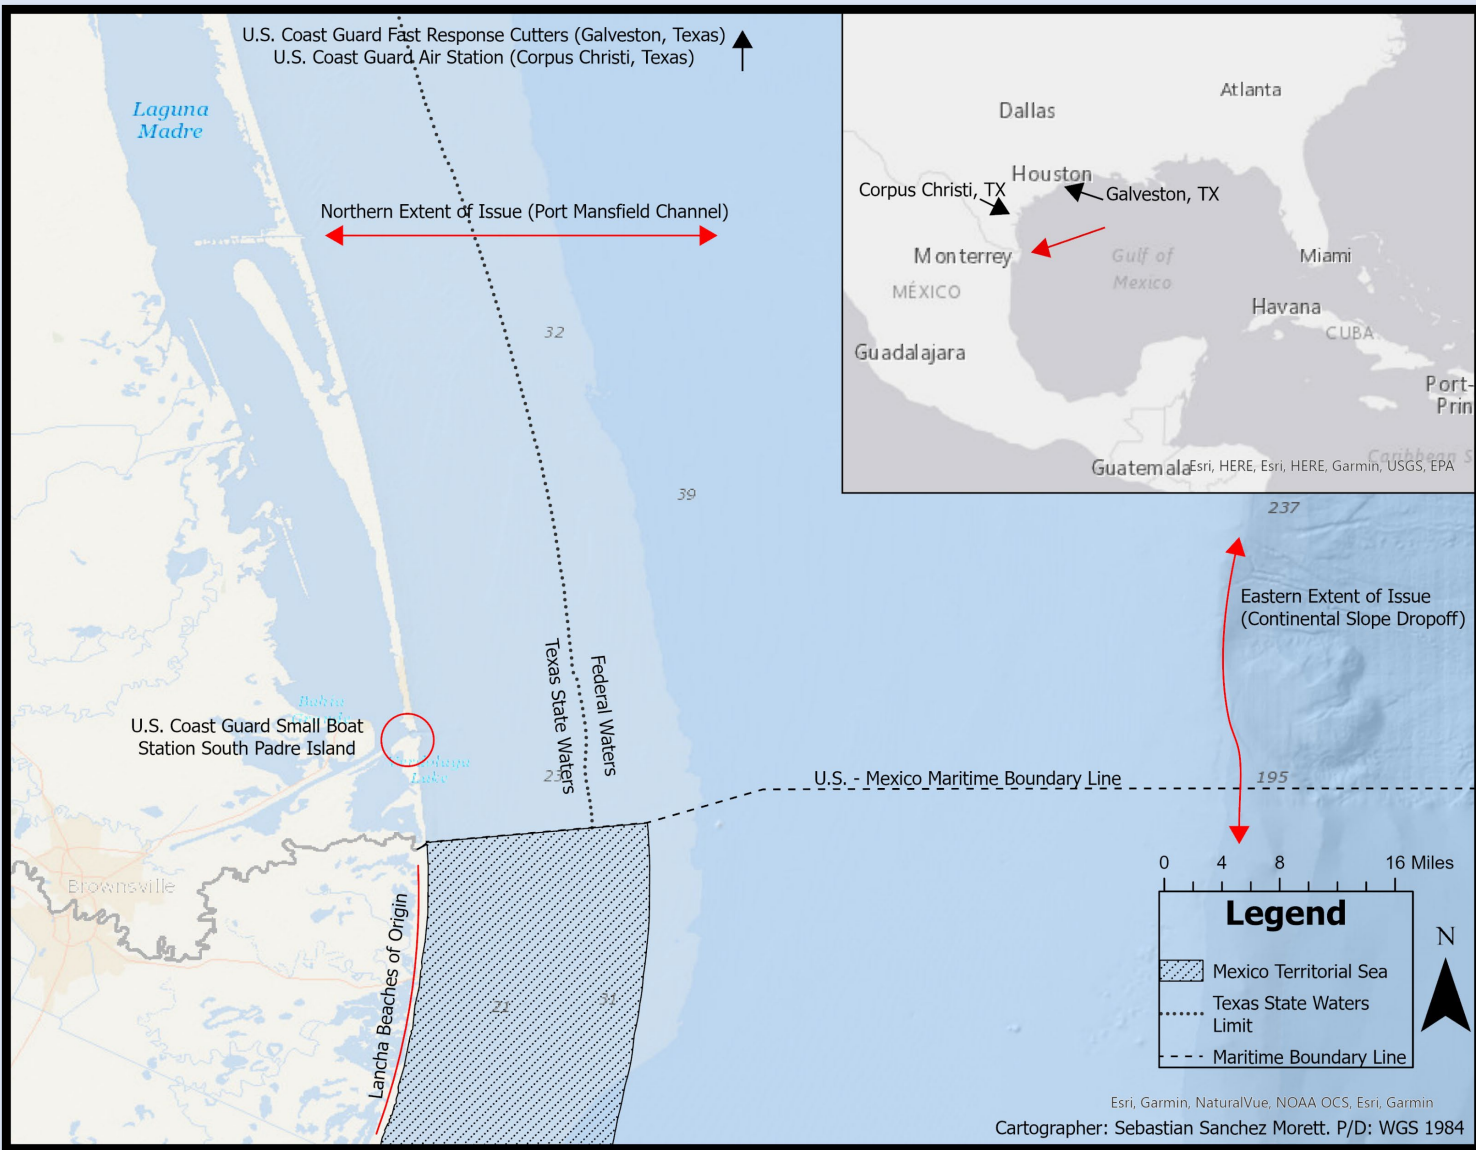 U.S. Coast Guard Fast Response Cutters (Galveston, Texas)
U.S. Coast Guard Air Station (Corpus Christi, Texas)
Laguna
Madre
Northern Extent of Issue (Port Mansfield Channel)
32
39
Atlanta
Dallas
Houston
Corpus Christi, TX
Galveston, TX
Monterrey
Gulf of
Mexico
Miami
MÉXICO
Havana
CUBA
Guadalajara
Port-
Prin
Caribbean S
Guatemala
Esri, HERE, Esri, HERE, Garmin, USGS, EPA
237
Eastern Extent of Issue
(Continental Slope Dropoff)
Texas State Waters
Federal Waters
Bahia
U.S. Coast Guard Small Boat
Station South Padre Island
Lake
23
U.S. - Mexico Maritime Boundary Line
195
Brownsville
Lancha Beaches of Origin
21
31
0 4 8 16 Miles
Legend
Mexico Territorial Sea
Texas State Waters
Limit
Maritime Boundary Line
N
Esri, Garmin, NaturalVue, NOAA OCS, Esri, Garmin
Cartographer: Sebastian Sanchez Morett. P/D: WGS 1984